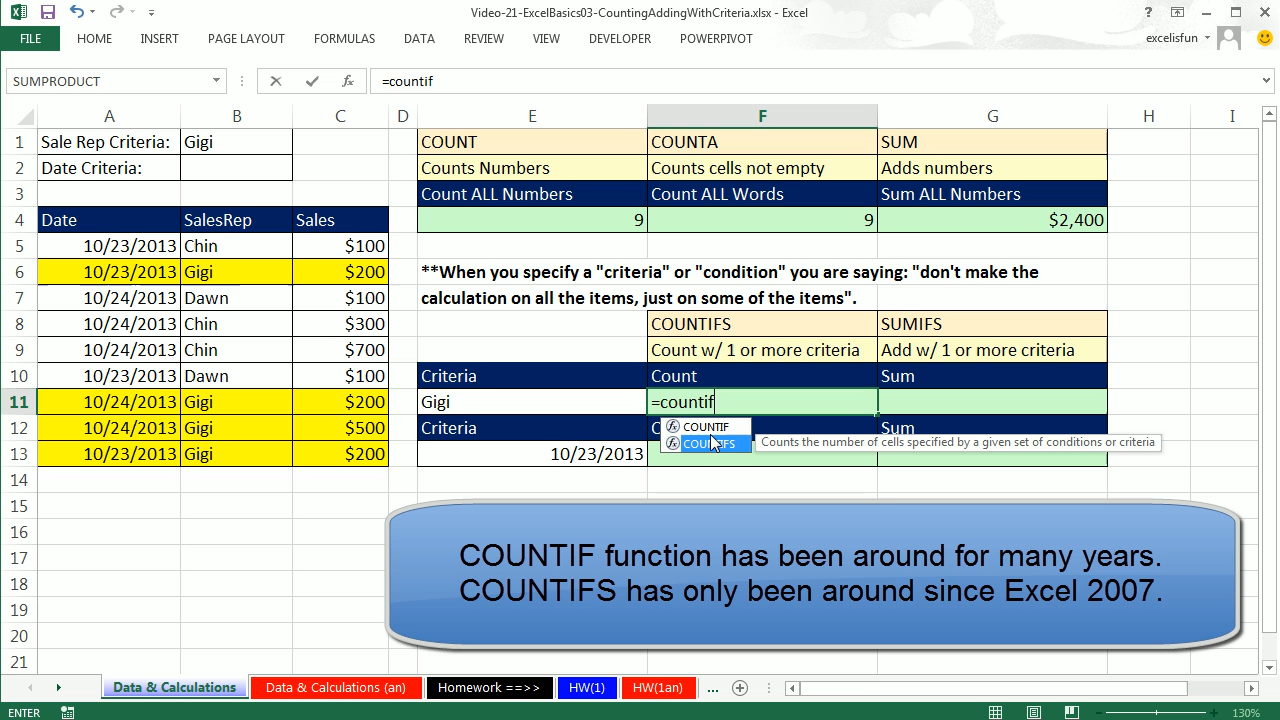 Video-21-ExcelBasics03-CountingAddingWithCriteria.xlsx - Excel
?
FILE HOME INSERT PAGE LAYOUT FORMULAS DATA REVIEW VIEW DEVELOPER POWERPIVOT excelisfun
SUMPRODUCT fx =countif
A B C D E F G H I
1 Sale Rep Criteria: Gigi COUNT COUNTA SUM
2 Date Criteria: Counts Numbers Counts cells not empty Adds numbers
3 Count ALL Numbers Count ALL Words Sum ALL Numbers
4 Date SalesRep Sales 9 9 $2,400
5 10/23/2013 Chin $100
6 10/23/2013 Gigi $200 **When you specify a "criteria" or "condition" you are saying: "don't make the
7 10/24/2013 Dawn $100 calculation on all the items, just on some of the items".
8 10/24/2013 Chin $300 COUNTIFS SUMIFS
9 10/24/2013 Chin $700 Count w/ 1 or more criteria Add w/ 1 or more criteria
10 10/23/2013 Dawn $100 Criteria Count Sum
11 10/24/2013 Gigi $200 Gigi =countif
12 10/24/2013 Gigi $500 Criteria C fx COUNTIF Sum
fx COUNTIFS Counts the number of cells specified by a given set of conditions or criteria
13 10/24/2013 Gigi $200 10/23/2013
14
15
16
17
18
19
20
21
COUNTIF function has been around for many years.
COUNTIFS has only been around since Excel 2007.
Data & Calculations Data & Calculations (an) Homework ==>> HW(1) HW(1an) ...
ENTER 130%